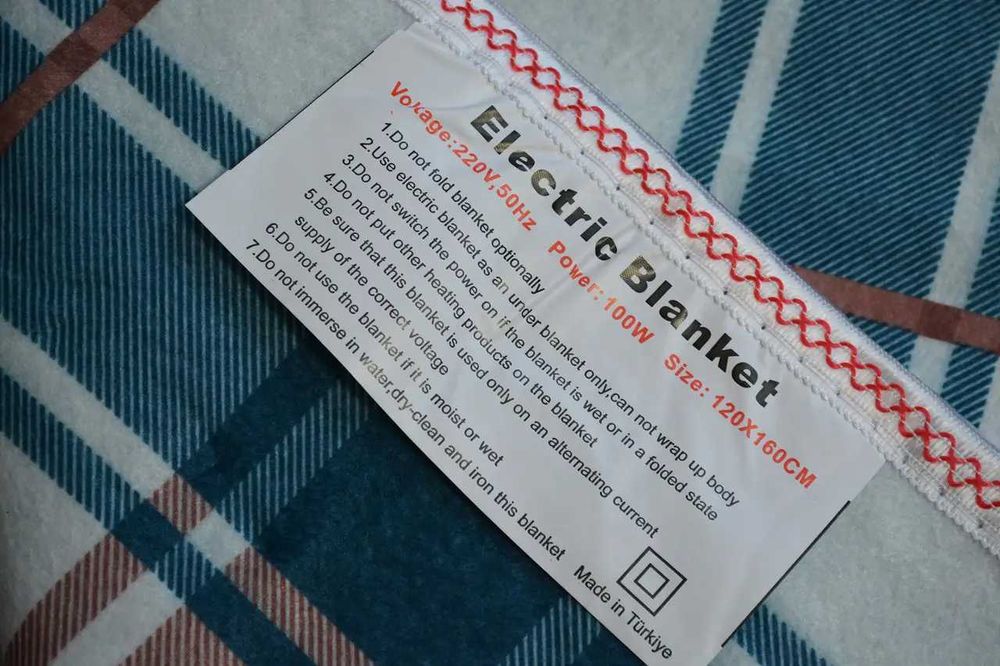 Electric Blanket
Voltage:220V,50Hz Power: 100W Size: 120X160CM
1.Do not fold blanket optionally
2.Use electric blanket as an under blanket only,can not wrap up body
3.Do not switch the power on if the blanket is wet or in a folded state
4.Do not put other heating products on the blanket
5.Be sure that this blanket is used only on an alternating current
supply of the correct voltage
6.Do not use the blanket if it is moist or wet
7.Do not immerse in water,dry-clean and iron this blanket
Made in Türkiye